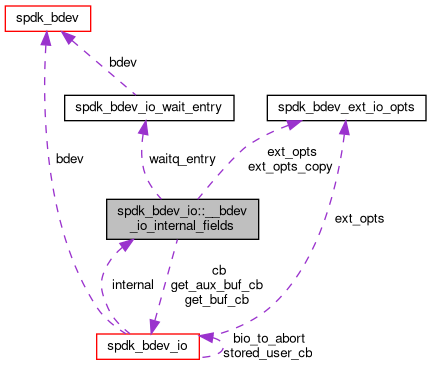 spdk_bdev
bdev
spdk_bdev_io_wait_entry
spdk_bdev_ext_io_opts
bdev
waitq_entry
ext_opts
ext_opts_copy
spdk_bdev_io::__bdev
_io_internal_fields
ext_opts
internal
cb
get_aux_buf_cb
get_buf_cb
spdk_bdev_io
bio_to_abort
stored_user_cb